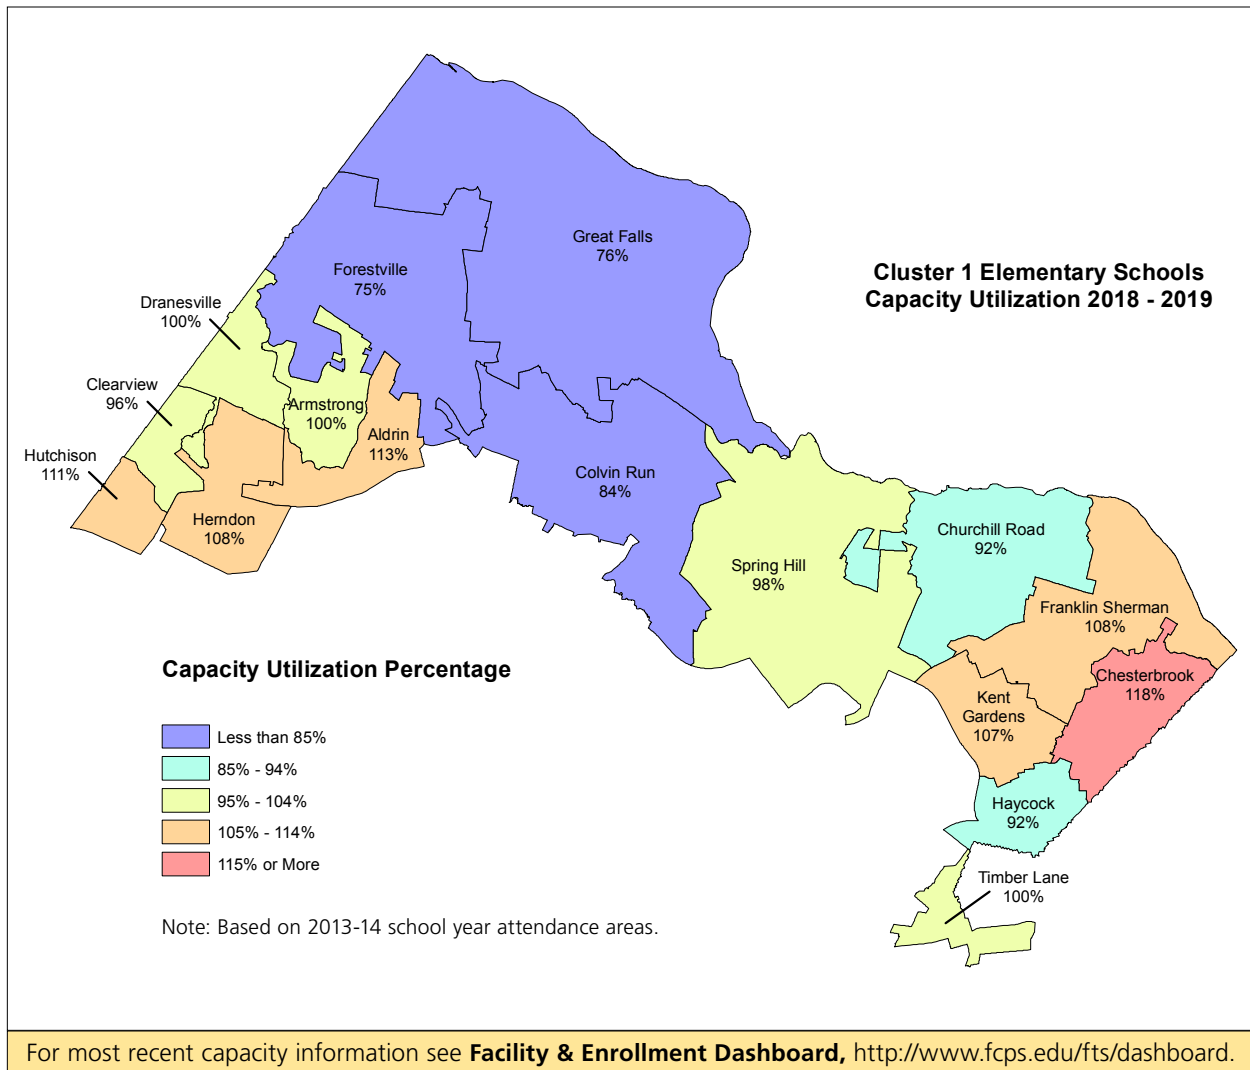 Great Falls
76%
Cluster 1 Elementary Schools
Capacity Utilization 2018 - 2019
Forestville
75%
Dranesville
100%
Clearview
96%
Armstrong
100%
Aldrin
113%
Hutchison
111%
Colvin Run
84%
Herndon
108%
Churchill Road
92%
Spring Hill
98%
Franklin Sherman
108%
Chesterbrook
118%
Kent
Gardens
107%
Haycock
92%
Timber Lane
100%
Capacity Utilization Percentage
Less than 85%
85% - 94%
95% - 104%
105% - 114%
115% or More
Note: Based on 2013-14 school year attendance areas.
For most recent capacity information see Facility & Enrollment Dashboard, http://www.fcps.edu/fts/dashboard.